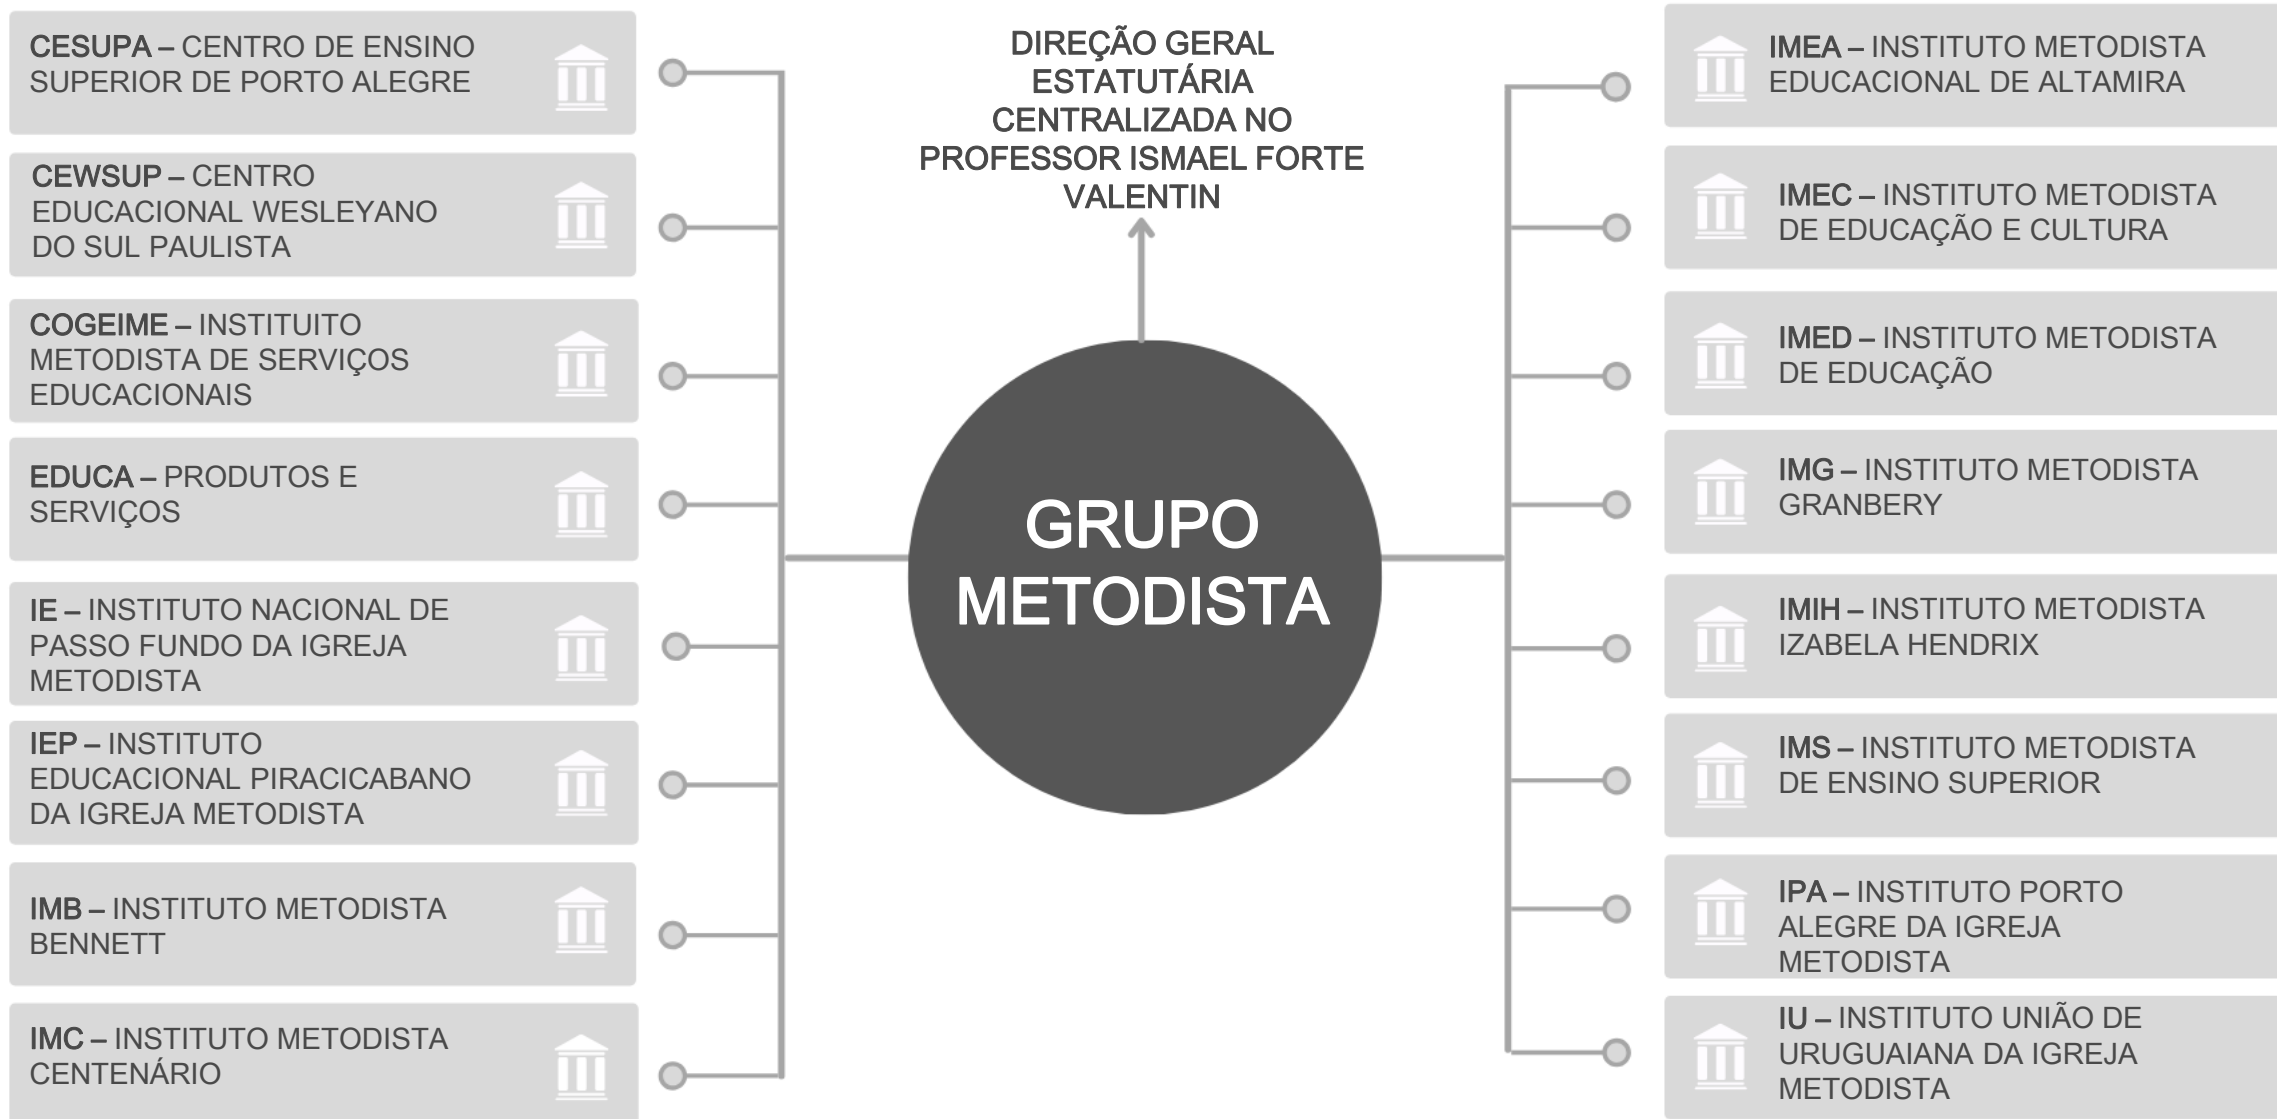 CESUPA – CENTRO DE ENSINO
SUPERIOR DE PORTO ALEGRE
CEWSUP – CENTRO
EDUCACIONAL WESLEYANO
DO SUL PAULISTA
COGEIME – INSTITUITO
METODISTA DE SERVIÇOS
EDUCACIONAIS
EDUCA – PRODUTOS E
SERVIÇOS
IE – INSTITUTO NACIONAL DE
PASSO FUNDO DA IGREJA
METODISTA
IEP – INSTITUTO
EDUCACIONAL PIRACICABANO
DA IGREJA METODISTA
IMB – INSTITUTO METODISTA
BENNETT
IMC – INSTITUTO METODISTA
CENTENÁRIO
DIREÇÃO GERAL
ESTATUTÁRIA
CENTRALIZADA NO
PROFESSOR ISMAEL FORTE
VALENTIN
GRUPO
METODISTA
IMEA – INSTITUTO METODISTA
EDUCACIONAL DE ALTAMIRA
IMEC – INSTITUTO METODISTA
DE EDUCAÇÃO E CULTURA
IMED – INSTITUTO METODISTA
DE EDUCAÇÃO
IMG – INSTITUTO METODISTA
GRANBERY
IMIH – INSTITUTO METODISTA
IZABELA HENDRIX
IMS – INSTITUTO METODISTA
DE ENSINO SUPERIOR
IPA – INSTITUTO PORTO
ALEGRE DA IGREJA
METODISTA
IU – INSTITUTO UNIÃO DE
URUGUAIANA DA IGREJA
METODISTA